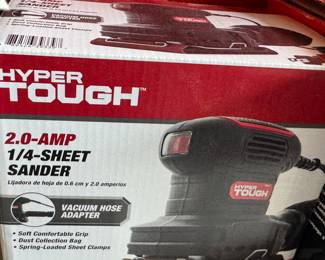 HYPER
TOUGH™
2.0-AMP
1/4-SHEET
SANDER
Lijadora de hoja de 0.6 cm y 2.0 amperios
VACUUM HOSE
ADAPTER
• Soft Comfortable Grip
• Dust Collection Bag
• Spring-Loaded Sheet Clamps
HYPER
TOUGH